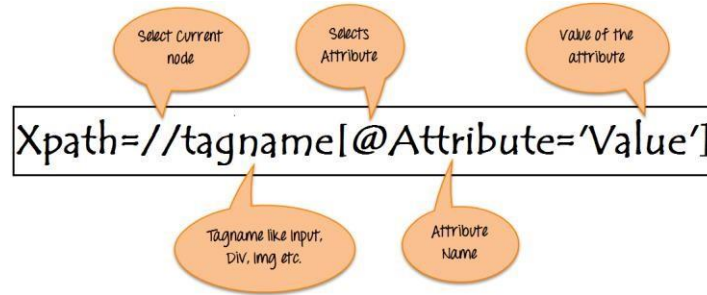 Select Current
node
Selects
Attribute
Value of the
attribute
Xpath=//tagname[@Attribute='Value']
Tagname like Input,
Div, Img etc.
Attribute
Name